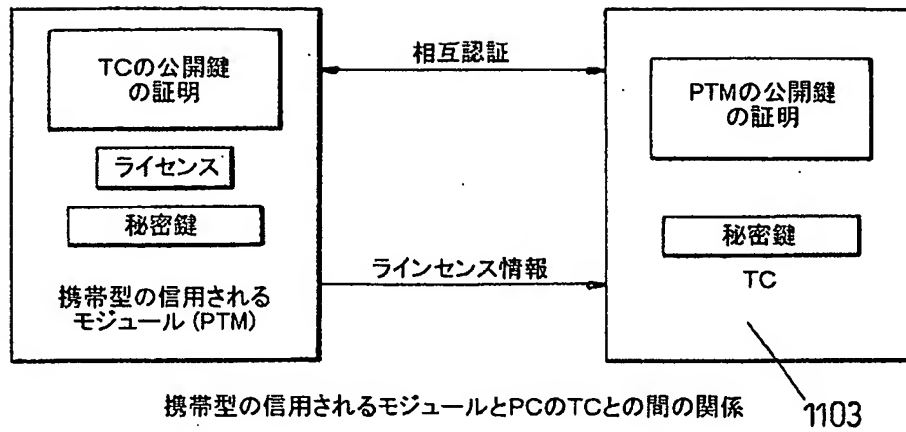 TCの公開鍵
の証明
ライセンス
秘密鍵
携帯型の信用される
モジュール (PTM)
相互認証
ラインセンス情報
PTMの公開鍵
の証明
秘密鍵
TC
携帯型の信用されるモジュールとPCのTCとの間の関係
1103